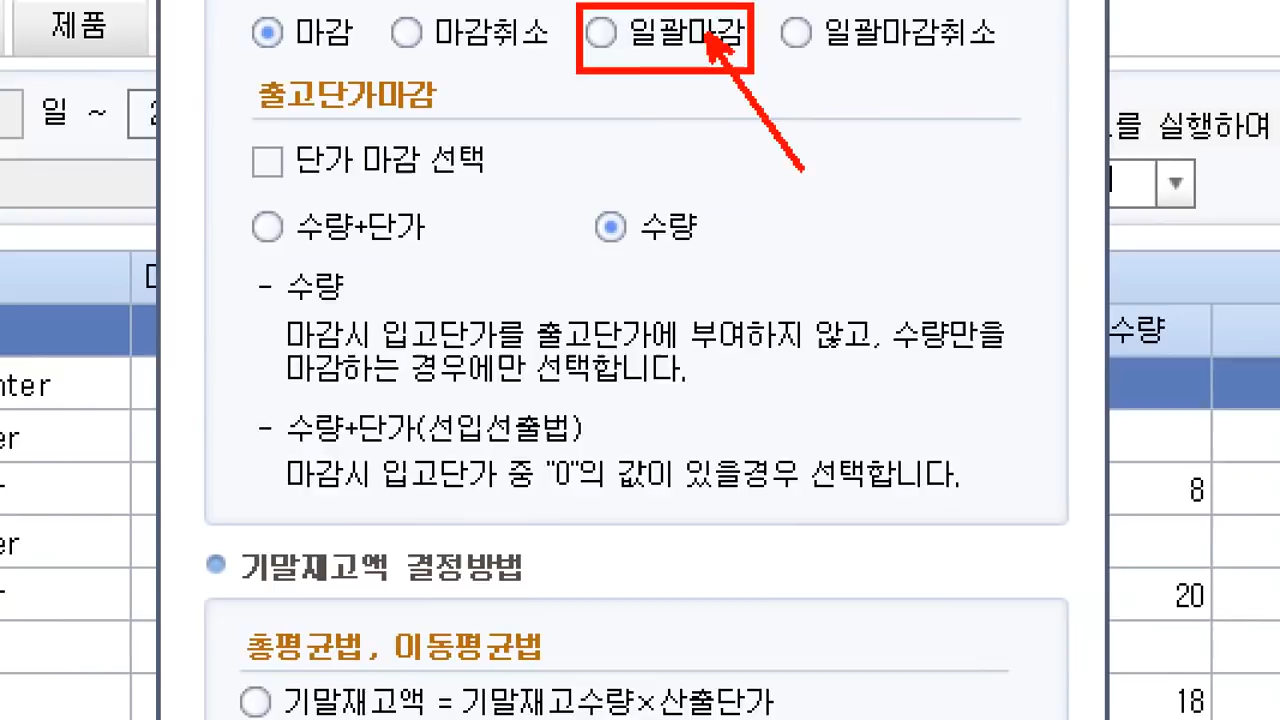 제품
마감 마감취소 일괄마감 일괄마감취소
출고단가마감
일 ~
를 실행하며
단가 마감 선택
수량+단가 수량
- 수량
마감시 입고단가를 출고단가에 부여하지 않고, 수량만을
마감하는 경우에만 선택합니다.
수량
- 수량+단가(선입선출법)
마감시 입고단가 중 "0"의 값이 있을경우 선택합니다.
8
기말재고액 결정방법
20
총평균법, 이동평균법
기말재고액 = 기말재고수량×산출단가
18